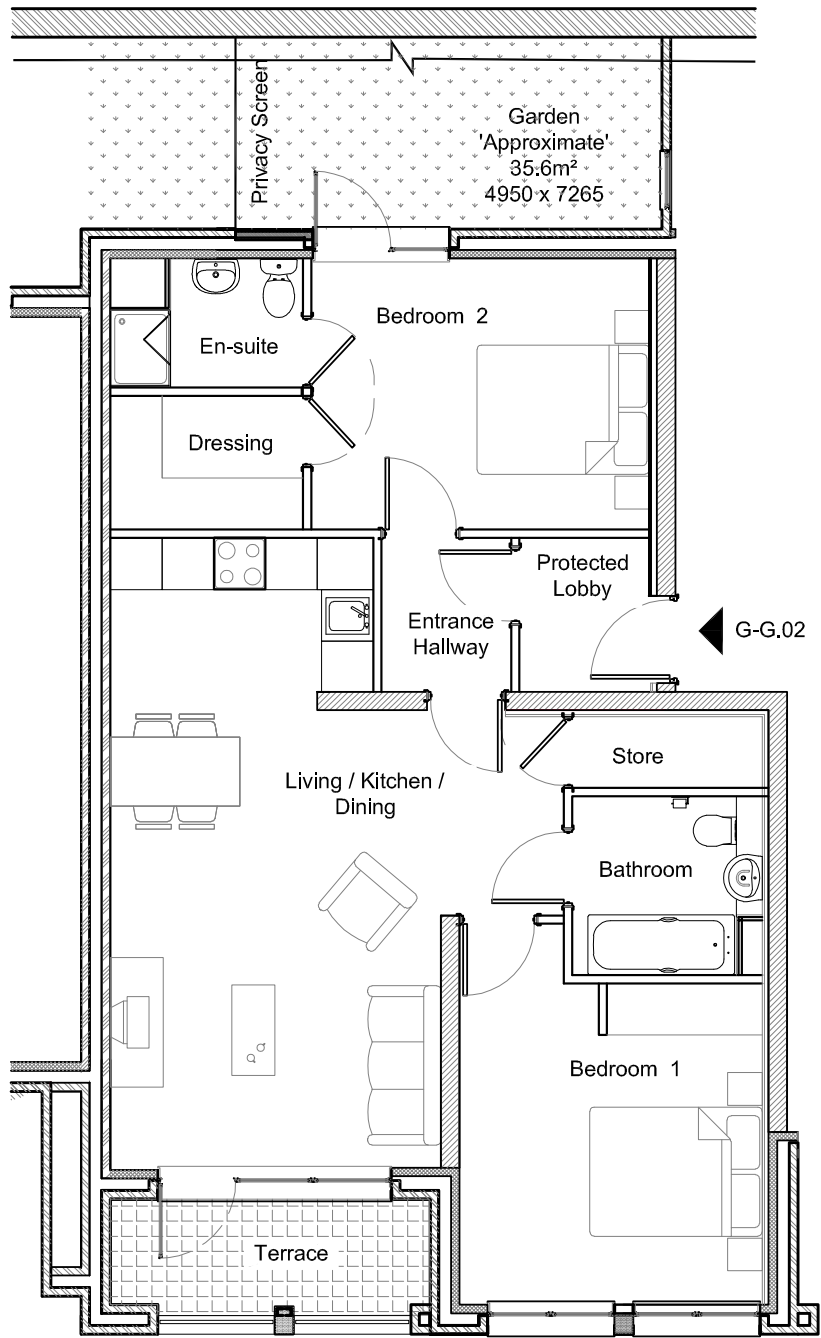 Privacy Screen
Garden
'Approximate'
35.6m²
4950 x 7265
Bedroom 2
En-suite
Dressing
Protected
Lobby
Entrance
Hallway
G-G.02
Store
Living / Kitchen /
Dining
Bathroom
Bedroom 1
Terrace